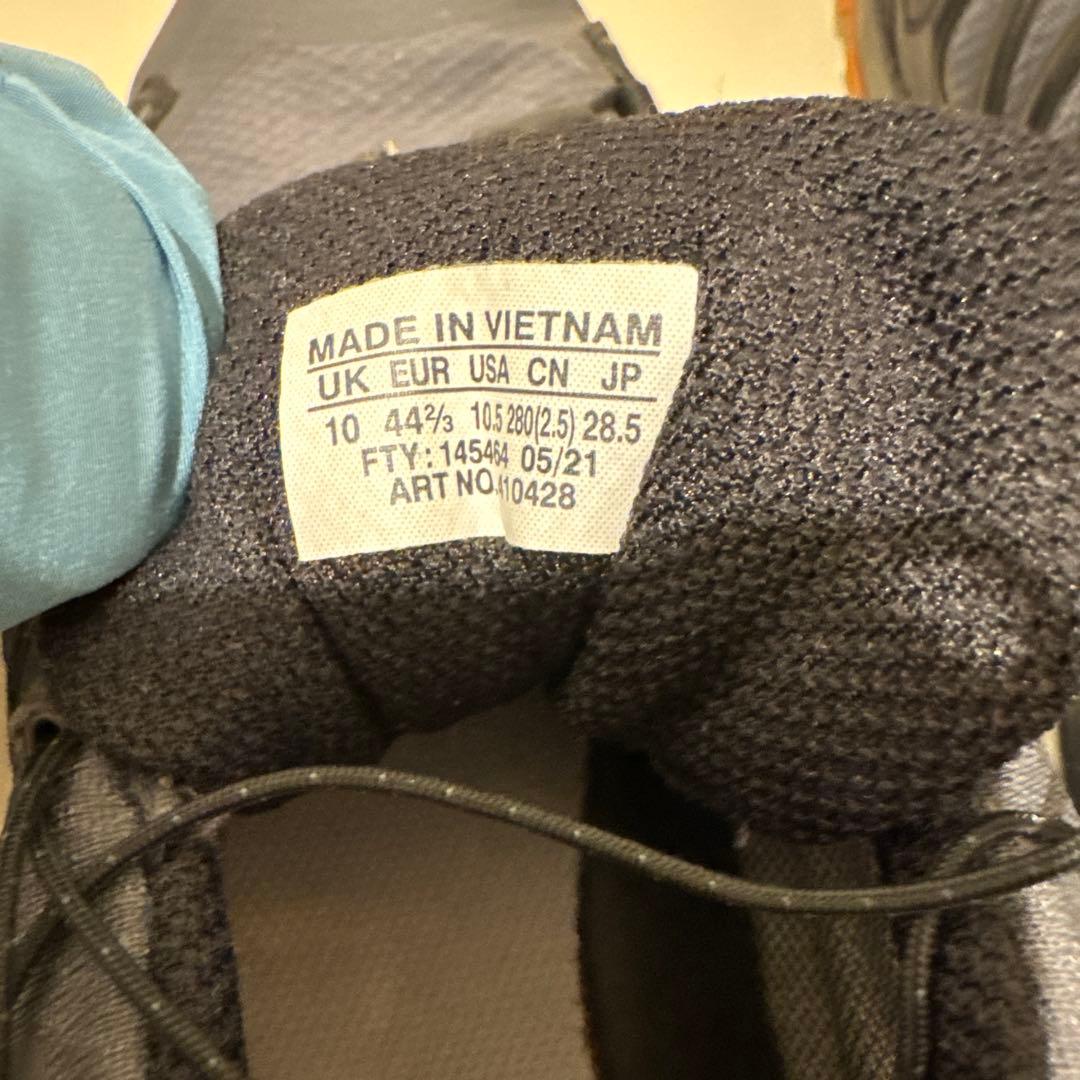 MADE IN VIETNAM
UK EUR USA CN JP
10 44⅔ 10.5 280(2.5) 28.5
FTY: 145464 05/21
ART NO.410428